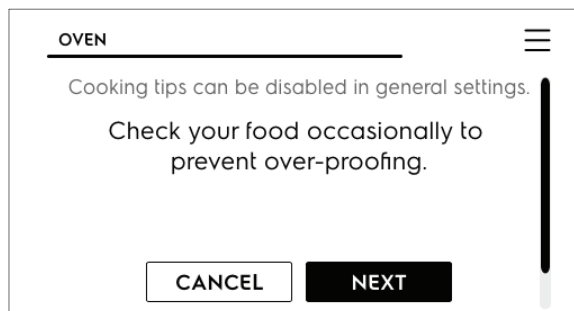 OVEN
Cooking tips can be disabled in general settings.
Check your food occasionally to
prevent over-proofing.
CANCEL
NEXT